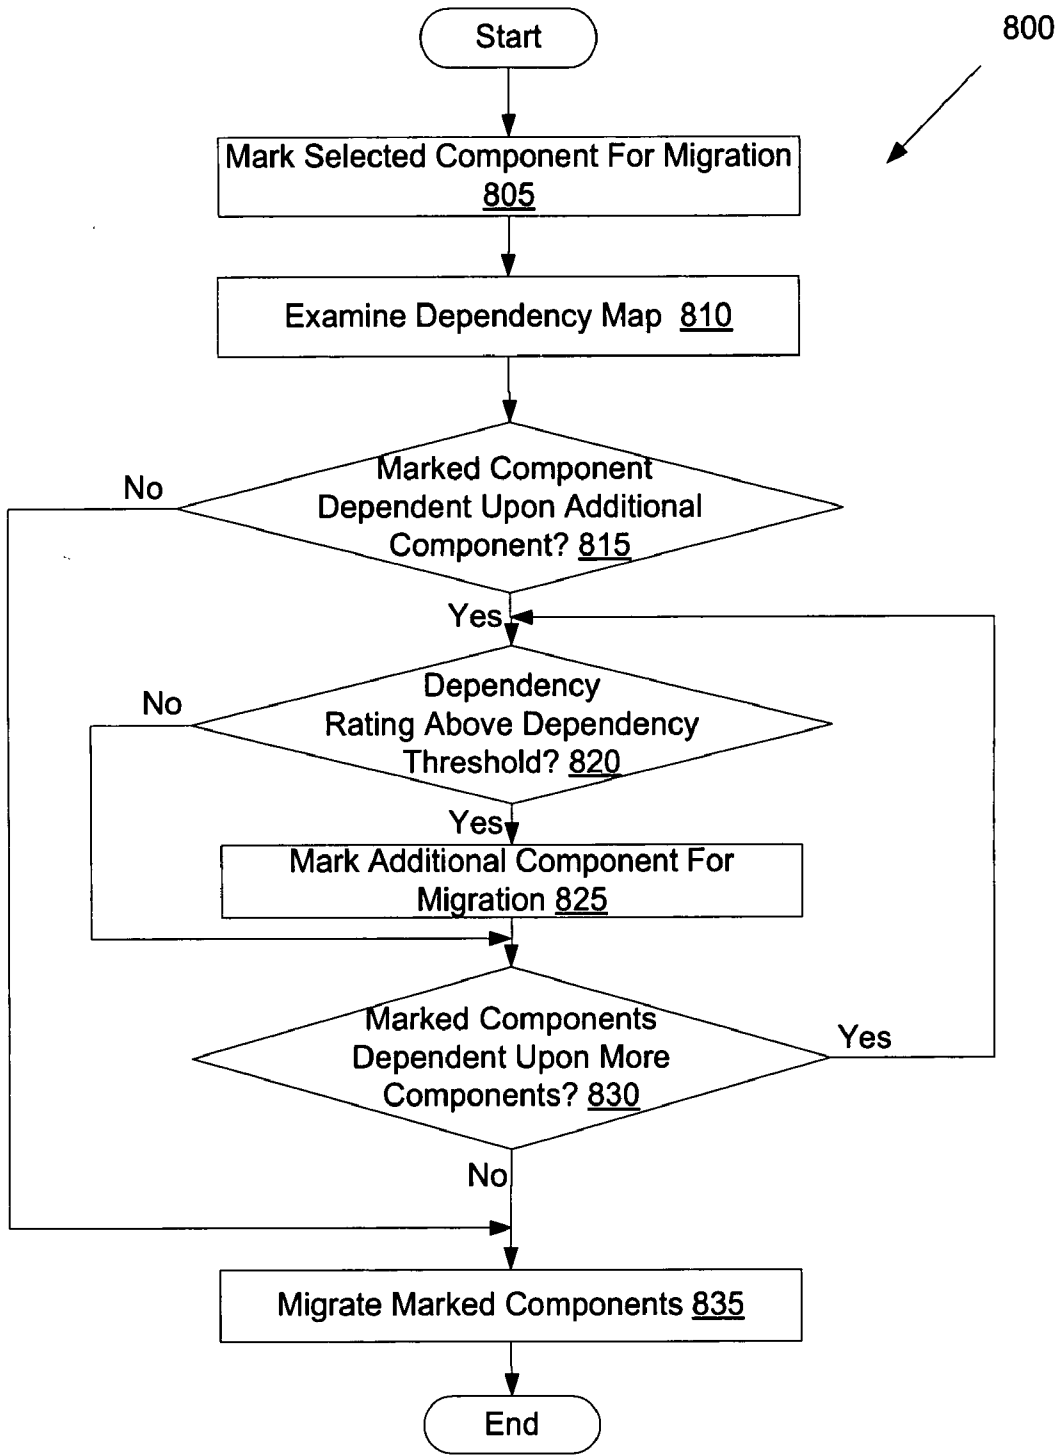 Start
800
Mark Selected Component For Migration
805
Examine Dependency Map 810
Marked Component
Dependent Upon Additional
Component? 815
No
Yes
Dependency
Rating Above Dependency
Threshold? 820
No
Yes
Mark Additional Component For
Migration 825
Marked Components
Dependent Upon More
Components? 830
Yes
No
Migrate Marked Components 835
End